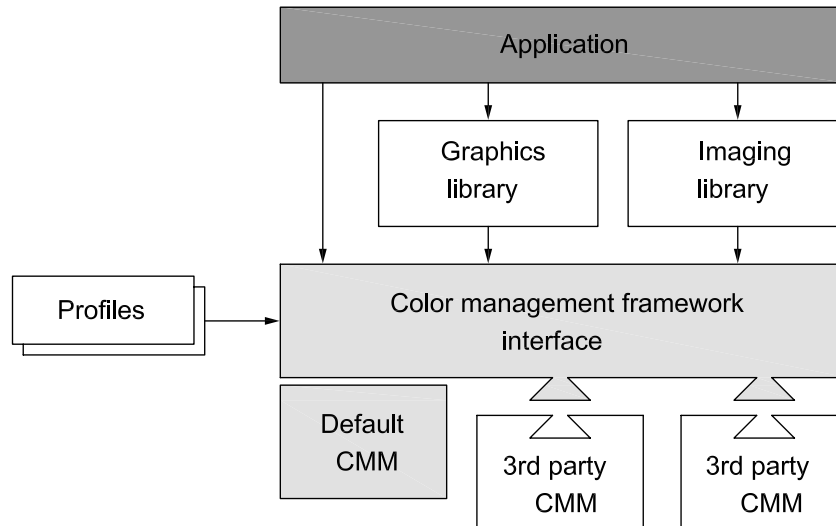 Application
Graphics
library
Imaging
library
Profiles
Color management framework
interface
Default
CMM
3rd party
CMM
3rd party
CMM